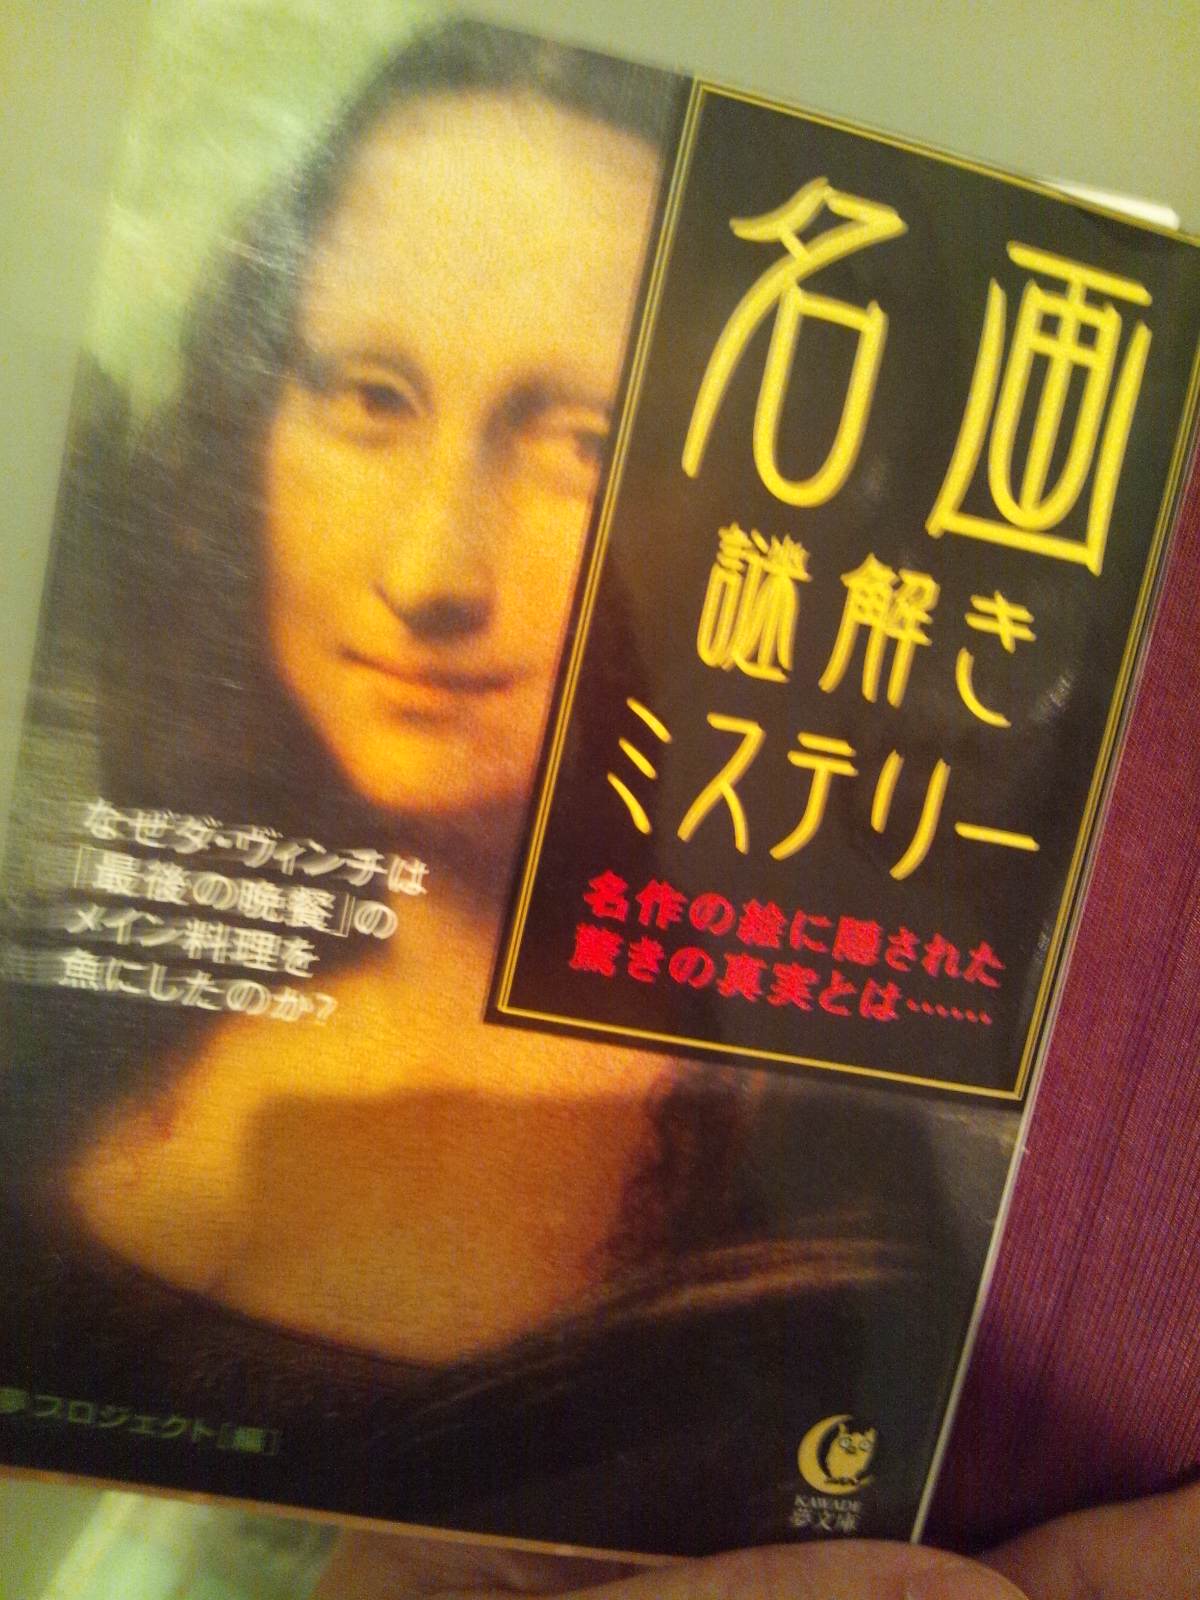 名画
謎解き
ミステリー
名作の絵に隠された
驚きの真実とは……
なぜダ・ヴィンチは
『最後の晩餐』の
メイン料理を
魚にしたのか?
夢プロジェクト[編]
KAWADE
夢文庫